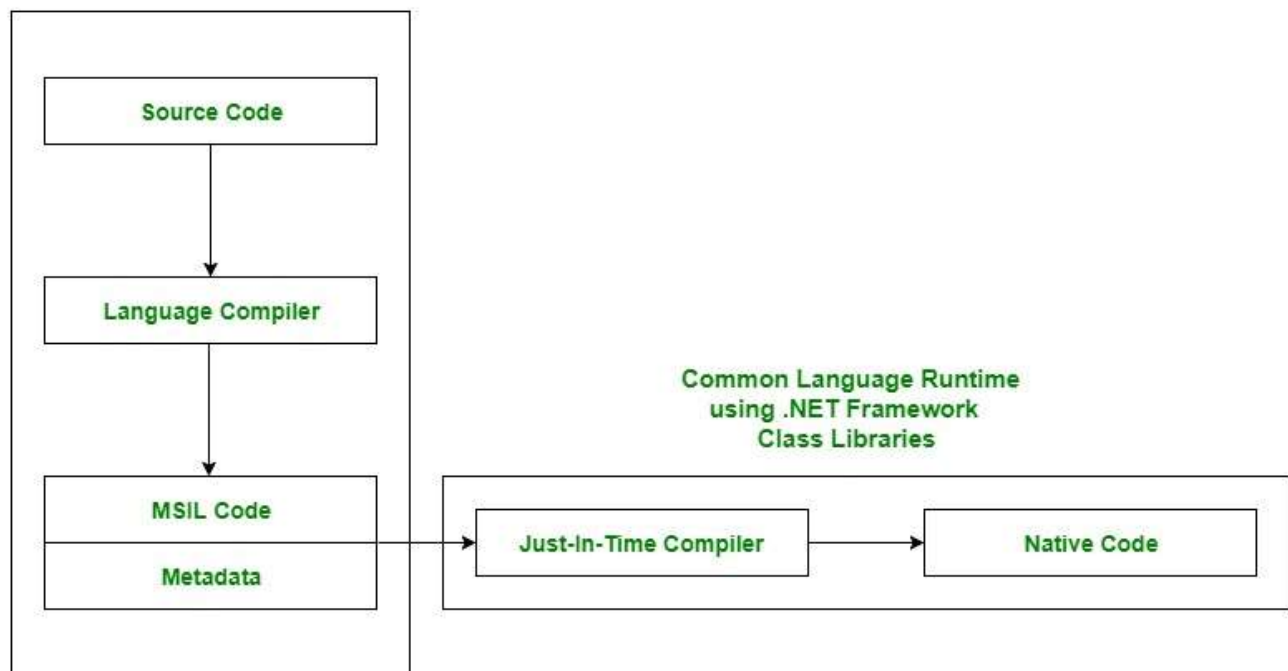 Source Code
Language Compiler
MSIL Code
Metadata
Common Language Runtime
using .NET Framework
Class Libraries
Just-In-Time Compiler
Native Code